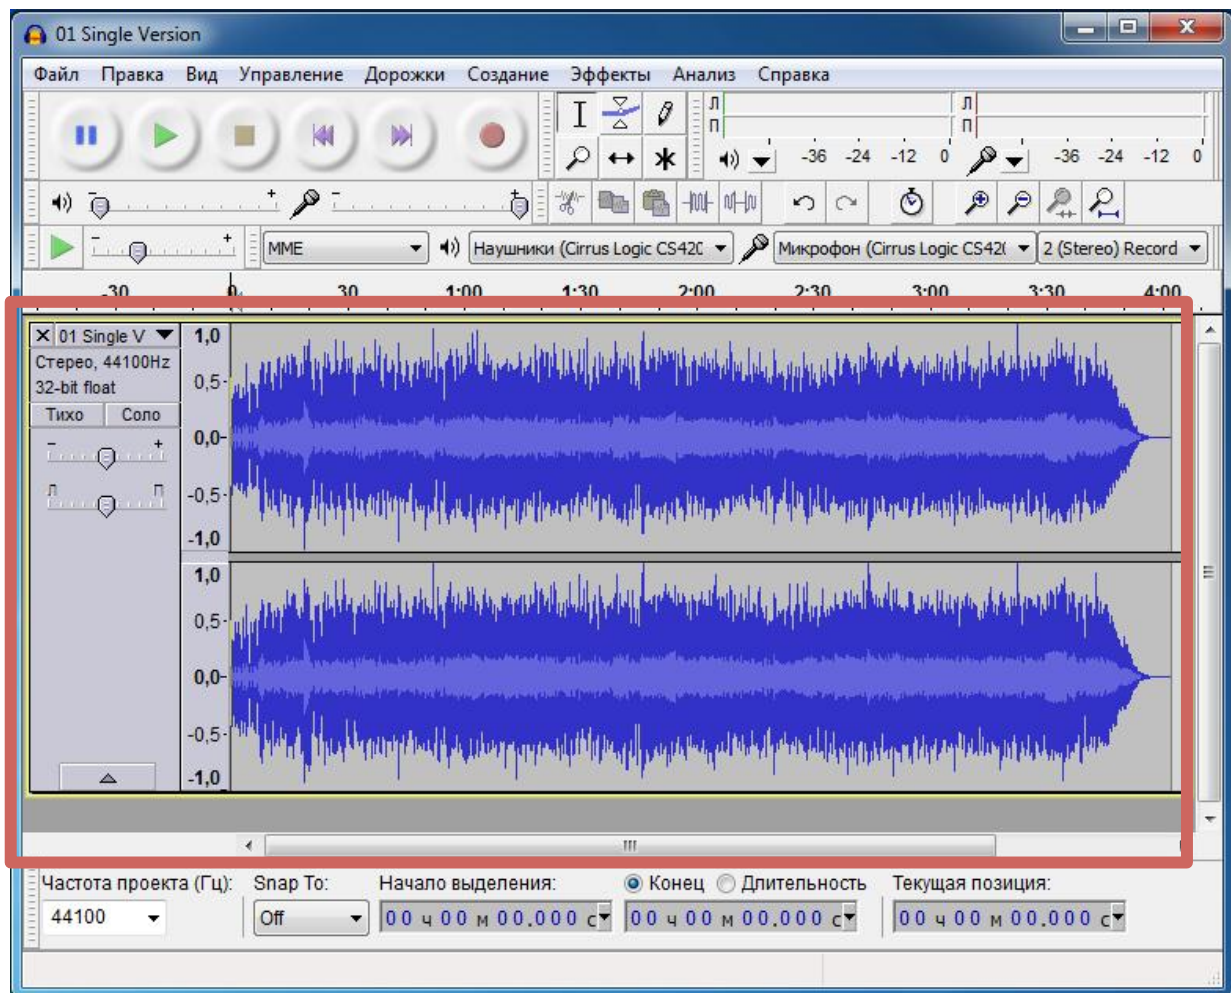 01 Single Version
Файл Правка Вид Управление Дорожки Создание Эффекты Анализ Справка
Л
П
-36 -24 -12 0
Л
П
-36 -24 -12 0
MME
Наушники (Cirrus Logic CS420
Микрофон (Cirrus Logic CS42(
2 (Stereo) Record
-30 0 30 1:00 1:30 2:00 2:30 3:00 3:30 4:00
X 01 Single V
Стерео, 44100Hz
32-bit float
Тихо Соло
- +
Л П
1,0
0,5
0,0
-0,5
-1,0
1,0
0,5
0,0
-0,5
-1,0
Частота проекта (Гц): Snap To: Начало выделения: Конец Длительность Текущая позиция:
44100 Off 00 ч 00 м 00.000 с 00 ч 00 м 00.000 с 00 ч 00 м 00.000 с